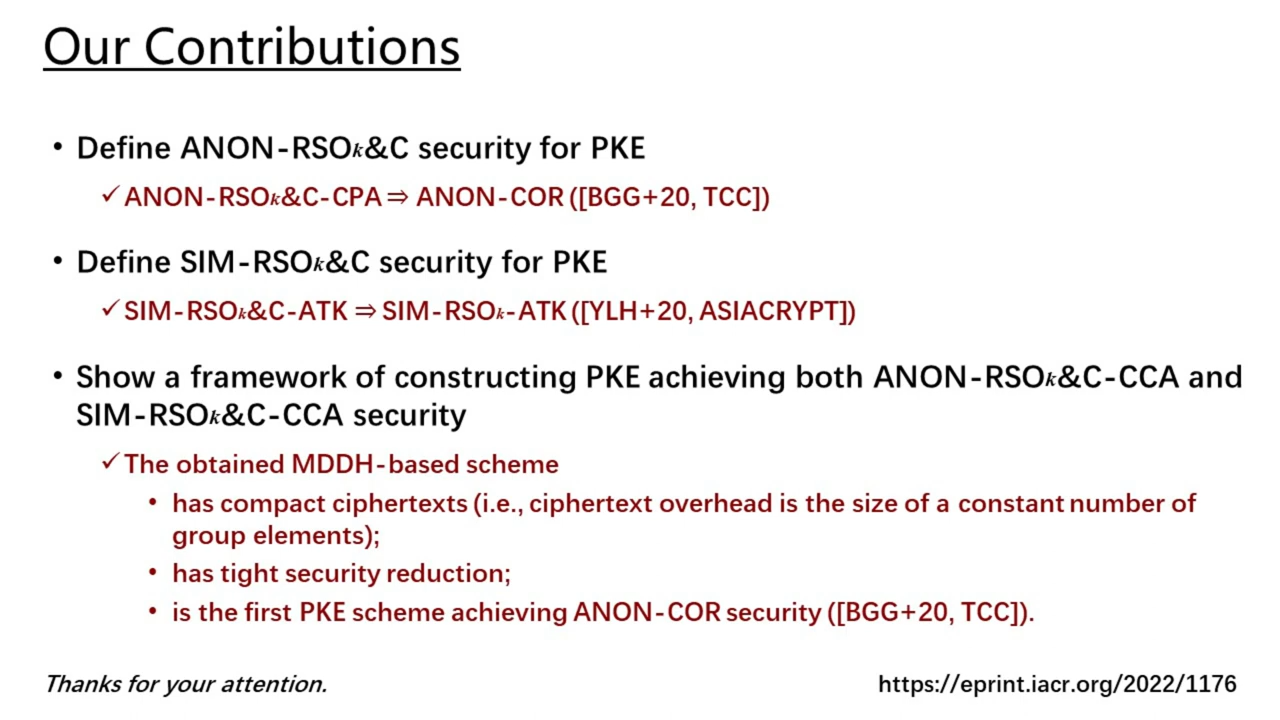 Our Contributions
• Define ANON-RSOk&C security for PKE
✓ANON-RSOk&C-CPA ⇒ ANON-COR ([BGG+20, TCC])
• Define SIM-RSOk&C security for PKE
✓SIM-RSOk&C-ATK ⇒ SIM-RSOk-ATK ([YLH+20, ASIACRYPT])
• Show a framework of constructing PKE achieving both ANON-RSOk&C-CCA and
SIM-RSOk&C-CCA security
✓The obtained MDDH-based scheme
• has compact ciphertexts (i.e., ciphertext overhead is the size of a constant number of
group elements);
• has tight security reduction;
• is the first PKE scheme achieving ANON-COR security ([BGG+20, TCC]).
Thanks for your attention.
https://eprint.iacr.org/2022/1176